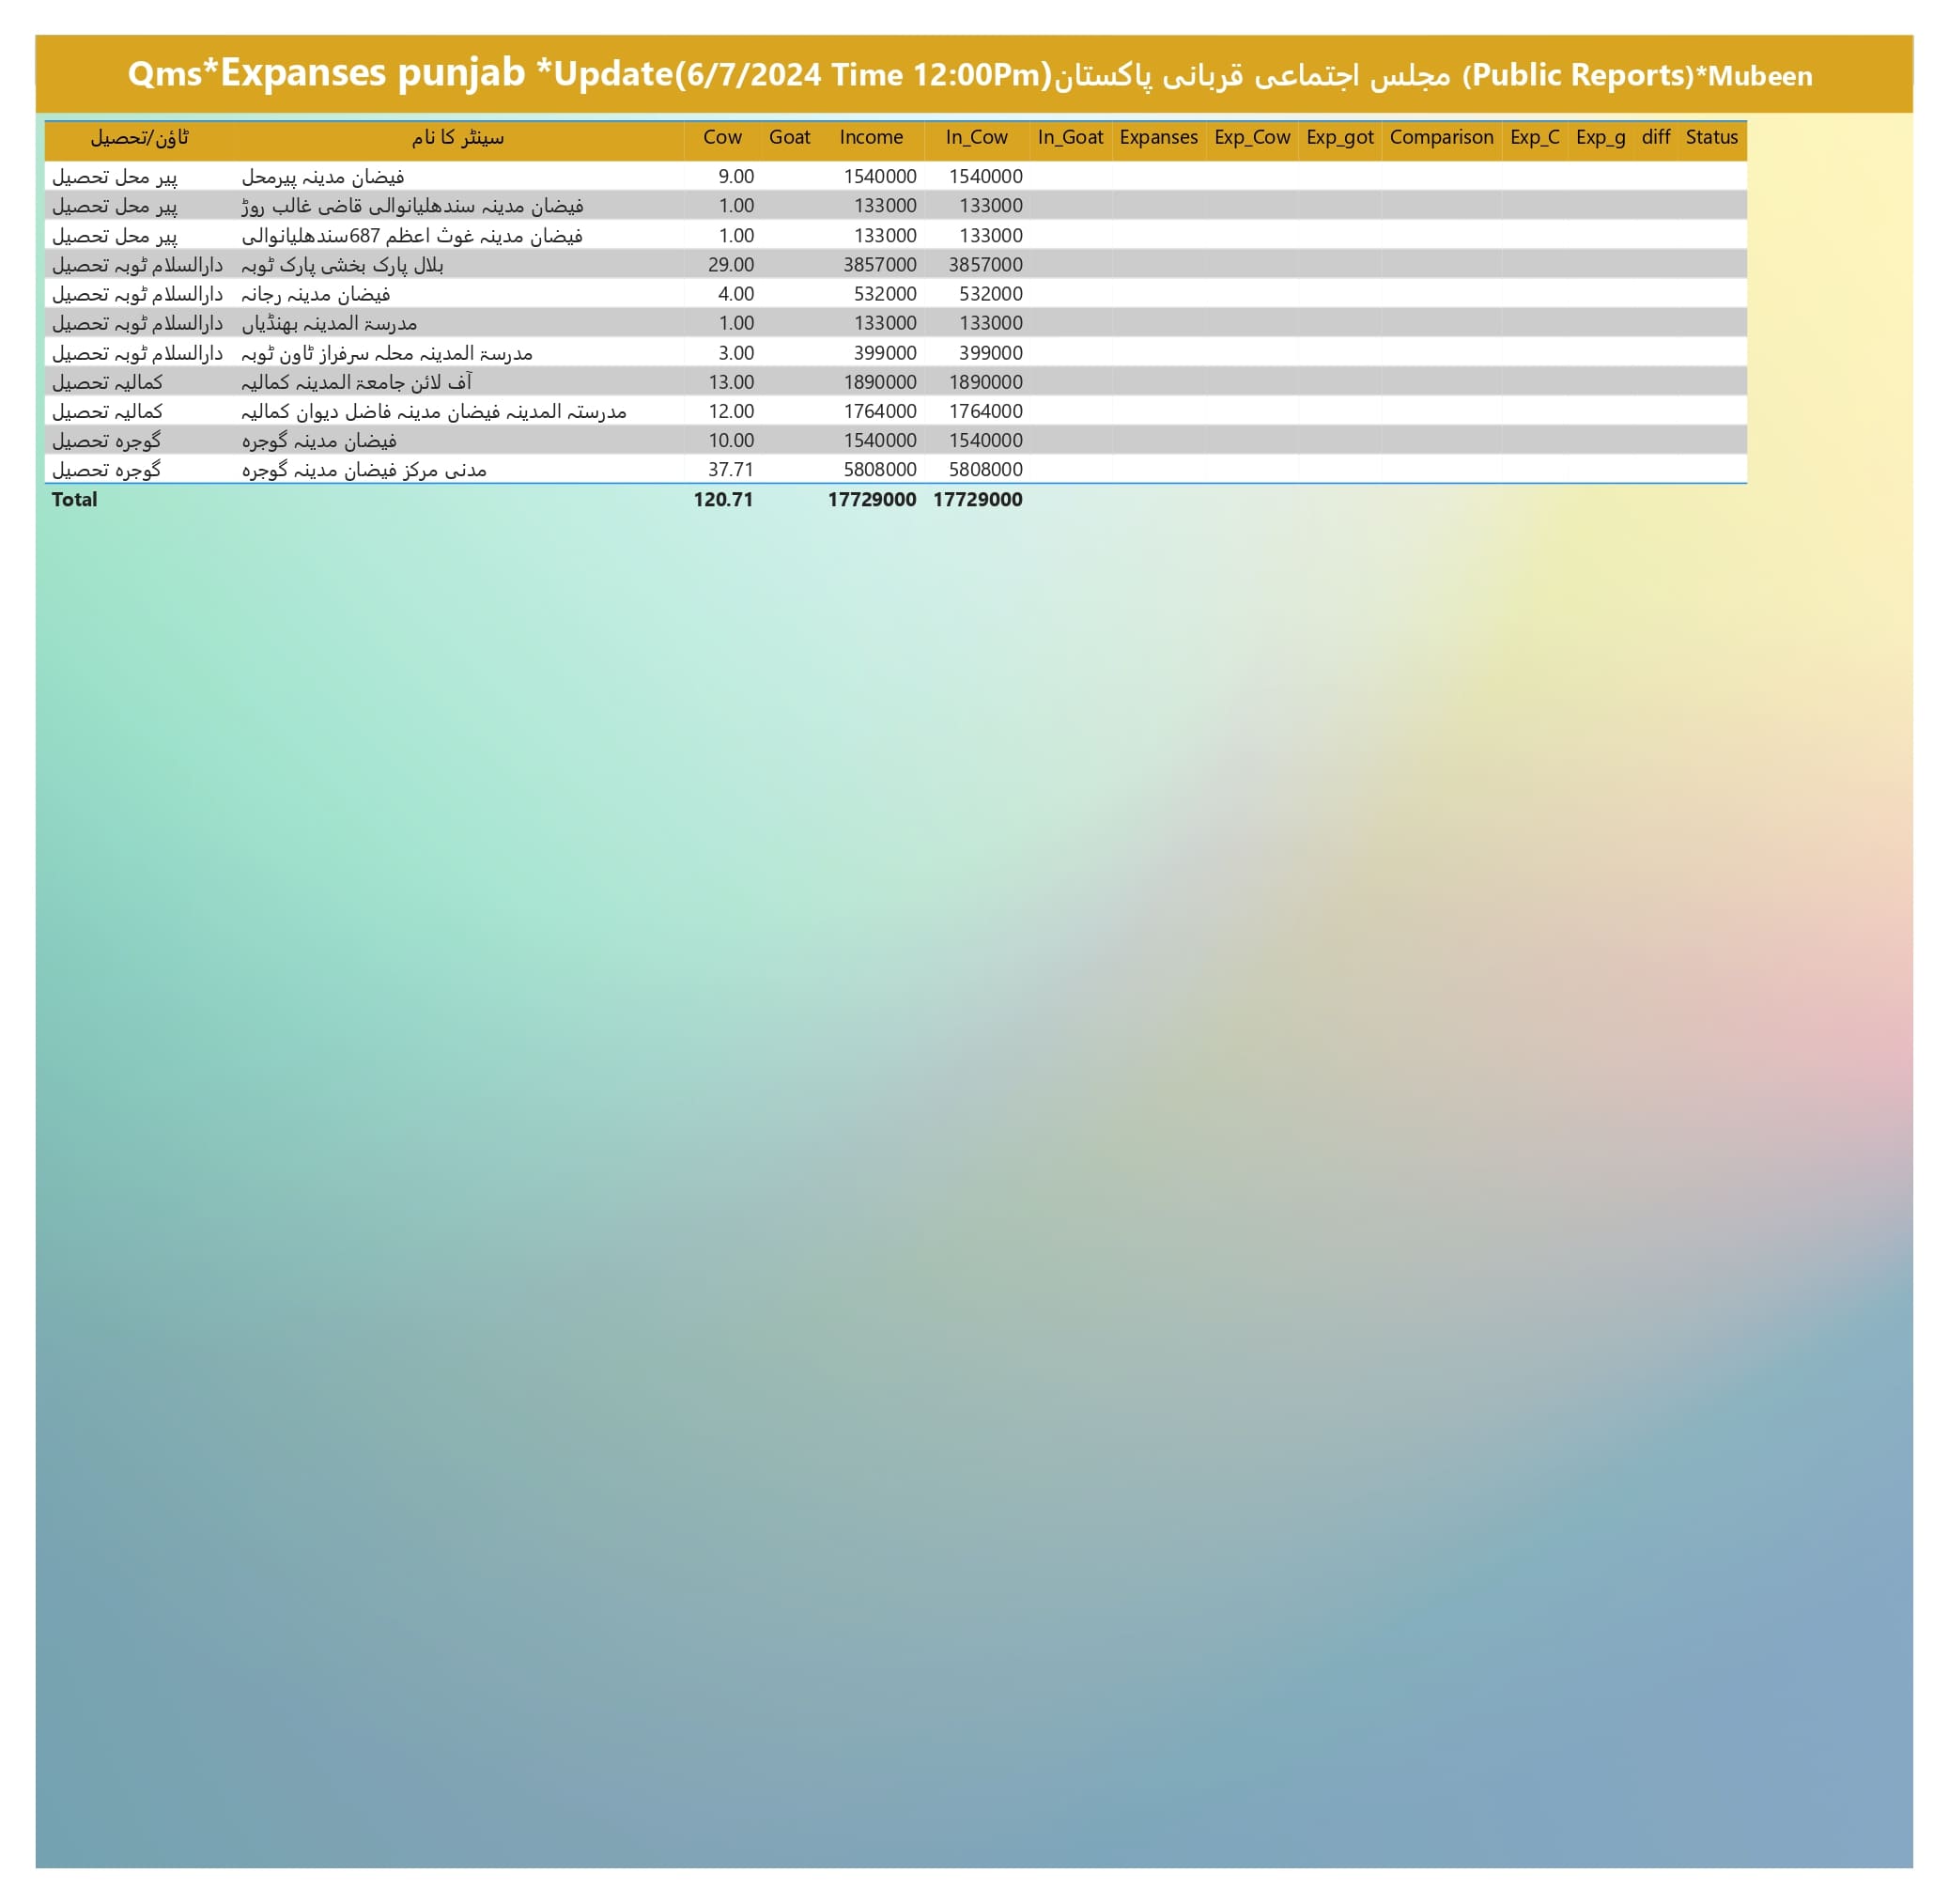 Qms*Expanses punjab *Update(6/7/2024 Time 12:00Pm)مجلس اجتماعی قربانی پاکستان (Public Reports)*Mubeen
ٹاؤن/تحصیل سینٹر کا نام Cow Goat Income In_Cow In_Goat Expanses Exp_Cow Exp_got Comparison Exp_C Exp_g diff Status
پیر محل تحصیل فیضان مدینہ پیرمحل 9.00 1540000 1540000
پیر محل تحصیل فیضان مدینہ سندھلیانوالی قاضی غالب روڑ 1.00 133000 133000
پیر محل تحصیل فیضان مدینہ غوث اعظم 687سندھلیانوالی 1.00 133000 133000
دارالسلام ٹوبہ تحصیل بلال پارک بخشی پارک ٹوبہ 29.00 3857000 3857000
دارالسلام ٹوبہ تحصیل فیضان مدینہ رجانہ 4.00 532000 532000
دارالسلام ٹوبہ تحصیل مدرسۃ المدینہ بھنڈیاں 1.00 133000 133000
دارالسلام ٹوبہ تحصیل مدرسۃ المدینہ محلہ سرفراز ٹاون ٹوبہ 3.00 399000 399000
کمالیہ تحصیل آف لائن جامعۃ المدینہ کمالیہ 13.00 1890000 1890000
کمالیہ تحصیل مدرستہ المدینہ فیضان مدینہ فاضل دیوان کمالیہ 12.00 1764000 1764000
گوجرہ تحصیل فیضان مدینہ گوجرہ 10.00 1540000 1540000
گوجرہ تحصیل مدنی مرکز فیضان مدینہ گوجرہ 37.71 5808000 5808000
Total 120.71 17729000 17729000